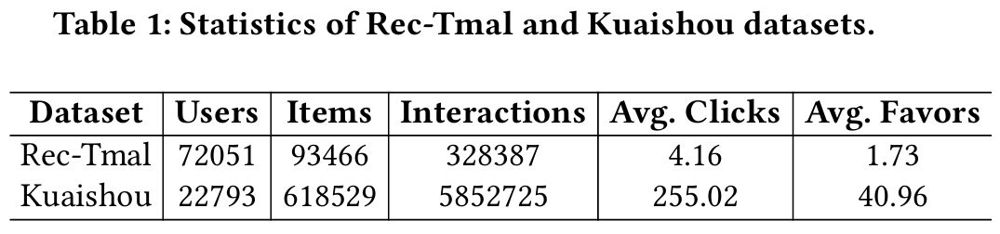 Table 1: Statistics of Rec-Tmal and Kuaishou datasets.
Dataset Users Items Interactions Avg. Clicks Avg. Favors
Rec-Tmal 72051 93466 328387 4.16 1.73
Kuaishou 22793 618529 5852725 255.02 40.96